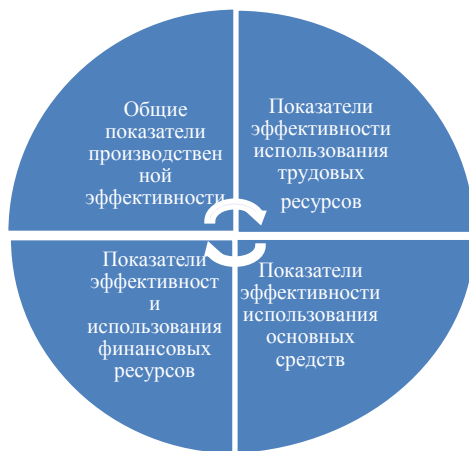 Общие
показатели
производствен
ной
эффективности
Показатели
эффективности
использования
трудовых
ресурсов
Показатели
эффективност
и
использования
финансовых
ресурсов
Показатели
эффективности
использования
основных
средств